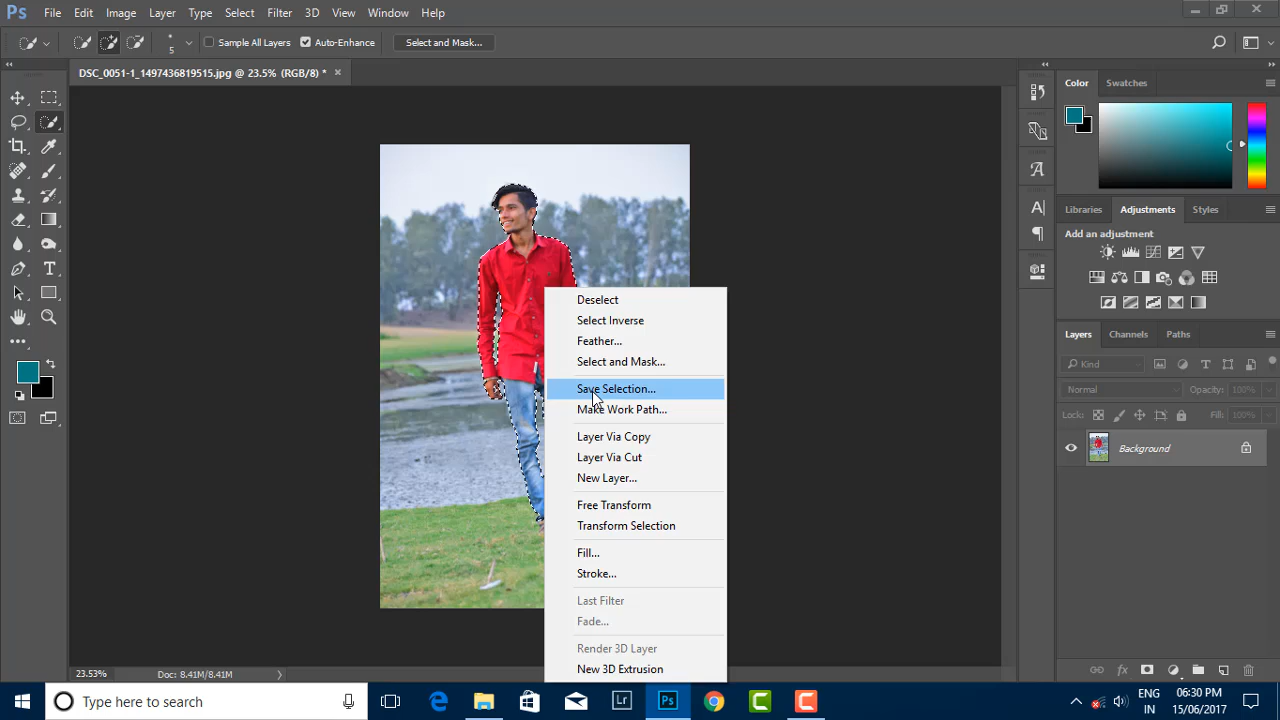 Ps File Edit Image Layer Type Select Filter 3D View Window Help
5 Sample All Layers Auto-Enhance Select and Mask...
DSC_0051-1_1497436819515.jpg @ 23.5% (RGB/8) * ×
Color Swatches
Libraries Adjustments Styles
Add an adjustment
Layers Channels Paths
Kind
Normal Opacity: 100%
Lock: Fill: 100%
Background
Deselect
Select Inverse
Feather...
Select and Mask...
Save Selection...
Make Work Path...
Layer Via Copy
Layer Via Cut
New Layer...
Free Transform
Transform Selection
Fill...
Stroke...
Last Filter
Fade...
Render 3D Layer
New 3D Extrusion
23.53% Doc: 8.41M/8.41M
Type here to search
Lr Ps
ENG 06:30 PM
IN 15/06/2017